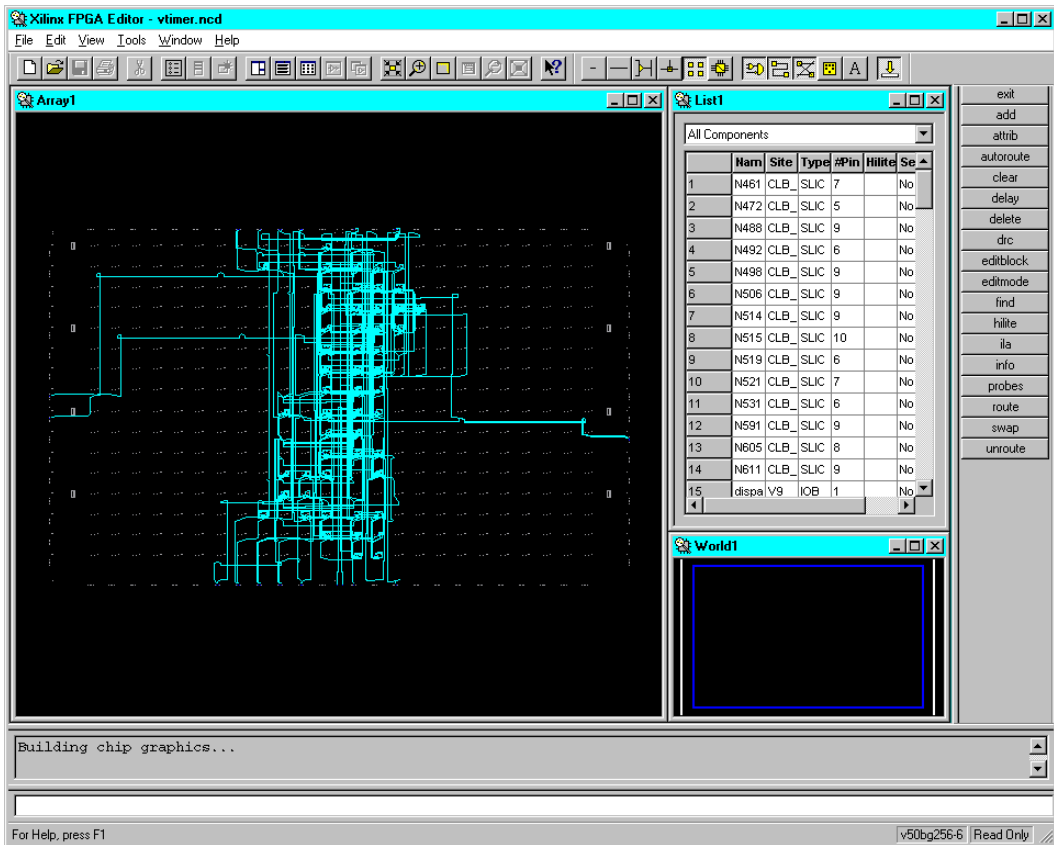 Xilinx FPGA Editor - vtimer.ncd
File Edit View Tools Window Help
A
Array1
List1
All Components
Nam Site Type #Pin Hilite Se
1 N461 CLB_ SLIC 7 No
2 N472 CLB_ SLIC 5 No
3 N488 CLB_ SLIC 9 No
4 N492 CLB_ SLIC 6 No
5 N498 CLB_ SLIC 9 No
6 N506 CLB_ SLIC 9 No
7 N514 CLB_ SLIC 9 No
8 N515 CLB_ SLIC 10 No
9 N519 CLB_ SLIC 6 No
10 N521 CLB_ SLIC 7 No
11 N531 CLB_ SLIC 6 No
12 N591 CLB_ SLIC 9 No
13 N605 CLB_ SLIC 8 No
14 N611 CLB_ SLIC 9 No
15 dispa V9 IOB 1 No
World1
exit
add
attrib
autoroute
clear
delay
delete
drc
editblock
editmode
find
hilite
ila
info
probes
route
swap
unroute
Building chip graphics...
For Help, press F1
v50bg256-6 Read Only